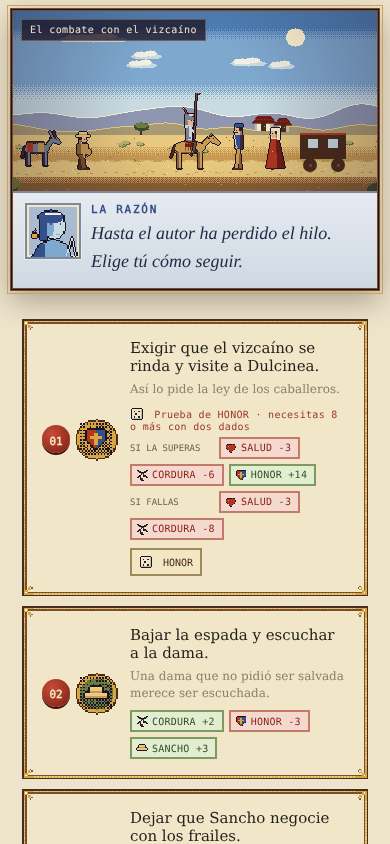 El combate con el vizcaíno
LA RAZÓN
Hasta el autor ha perdido el hilo.
Elige tú cómo seguir.
01
Exigir que el vizcaíno se
rinda y visite a Dulcinea.
Así lo pide la ley de los caballeros.
Prueba de HONOR · necesitas 8
o más con dos dados
SI LA SUPERAS SALUD -3
CORDURA -6 HONOR +14
SI FALLAS SALUD -3
CORDURA -8
HONOR
02
Bajar la espada y escuchar
a la dama.
Una dama que no pidió ser salvada
merece ser escuchada.
CORDURA +2 HONOR -3
SANCHO +3
Dejar que Sancho negocie
con los frailes.